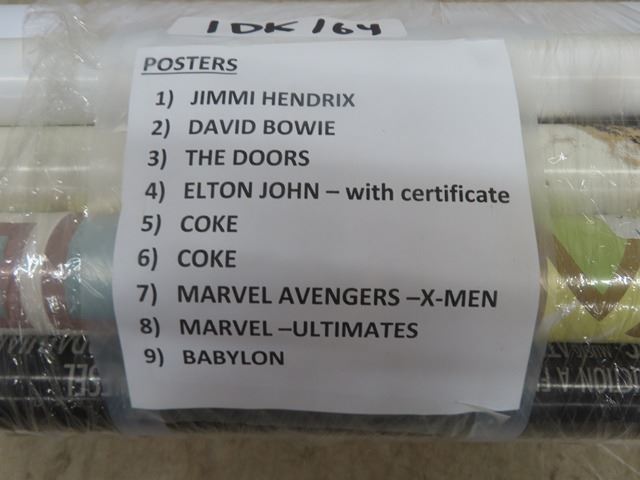 1DK/64
POSTERS
1) JIMMI HENDRIX
2) DAVID BOWIE
3) THE DOORS
4) ELTON JOHN – with certificate
5) COKE
6) COKE
7) MARVEL AVENGERS –X-MEN
8) MARVEL –ULTIMATES
9) BABYLON